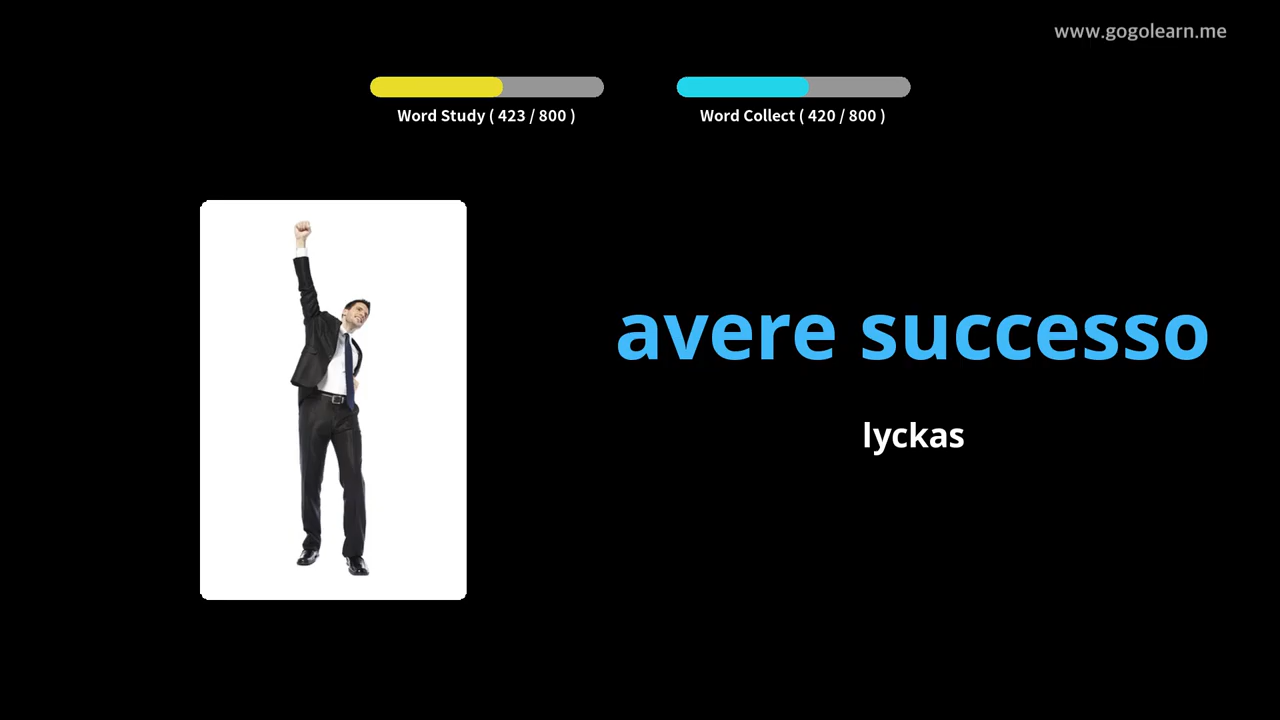 www.gogolearn.me
Word Study ( 423 / 800 )
Word Collect ( 420 / 800 )
avere successo
lyckas